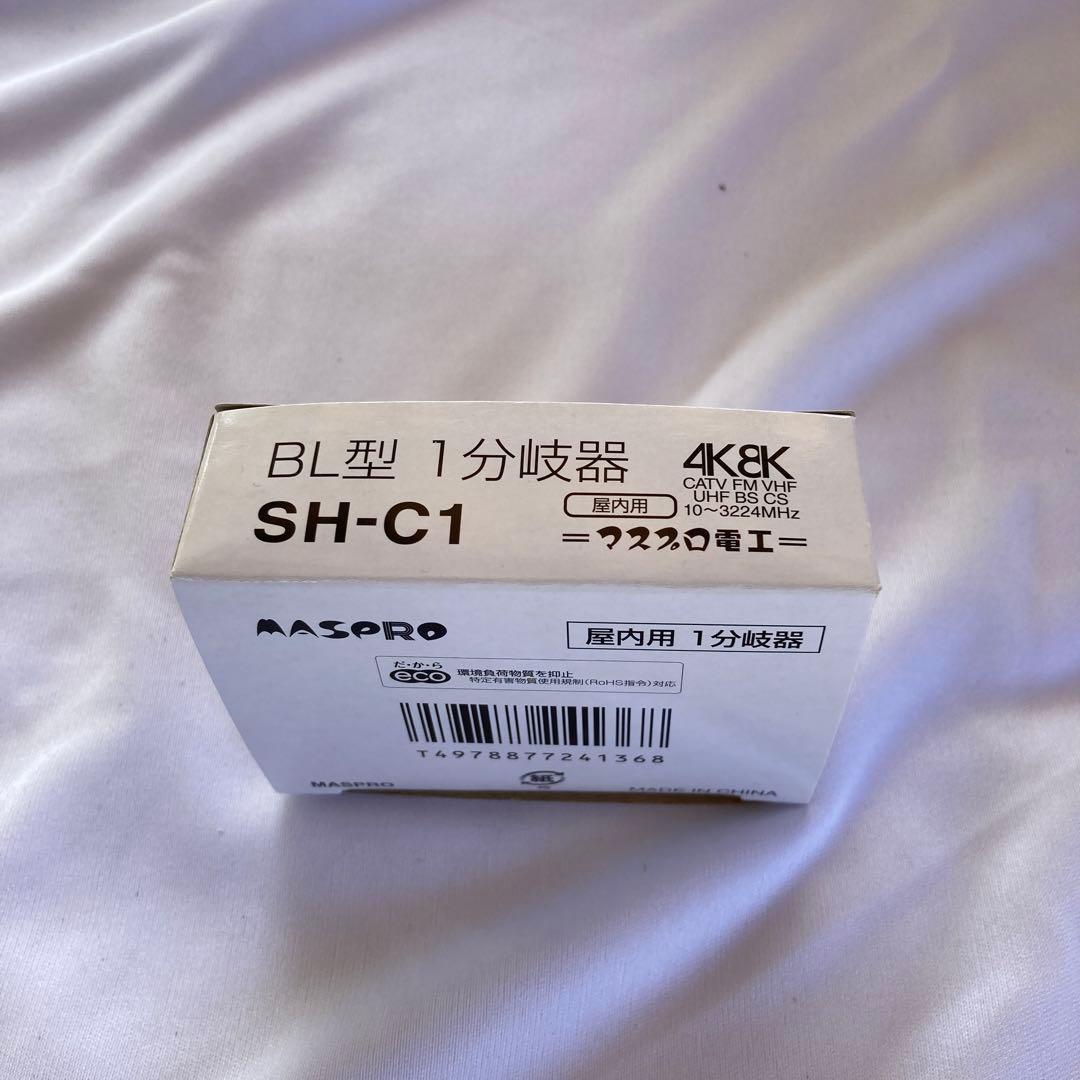 BL型 1分岐器
4K8K
CATV FM VHF
UHF BS CS
10～3224MHz
SH-C1
屋内用
=マスプロ電工=
MASPRO
屋内用 1分岐器
だ・か・ら
eco
環境負荷物質を抑止
特定有害物質使用規制(RoHS指令)対応
T4978877241368
紙
MASPRO
MADE IN CHINA